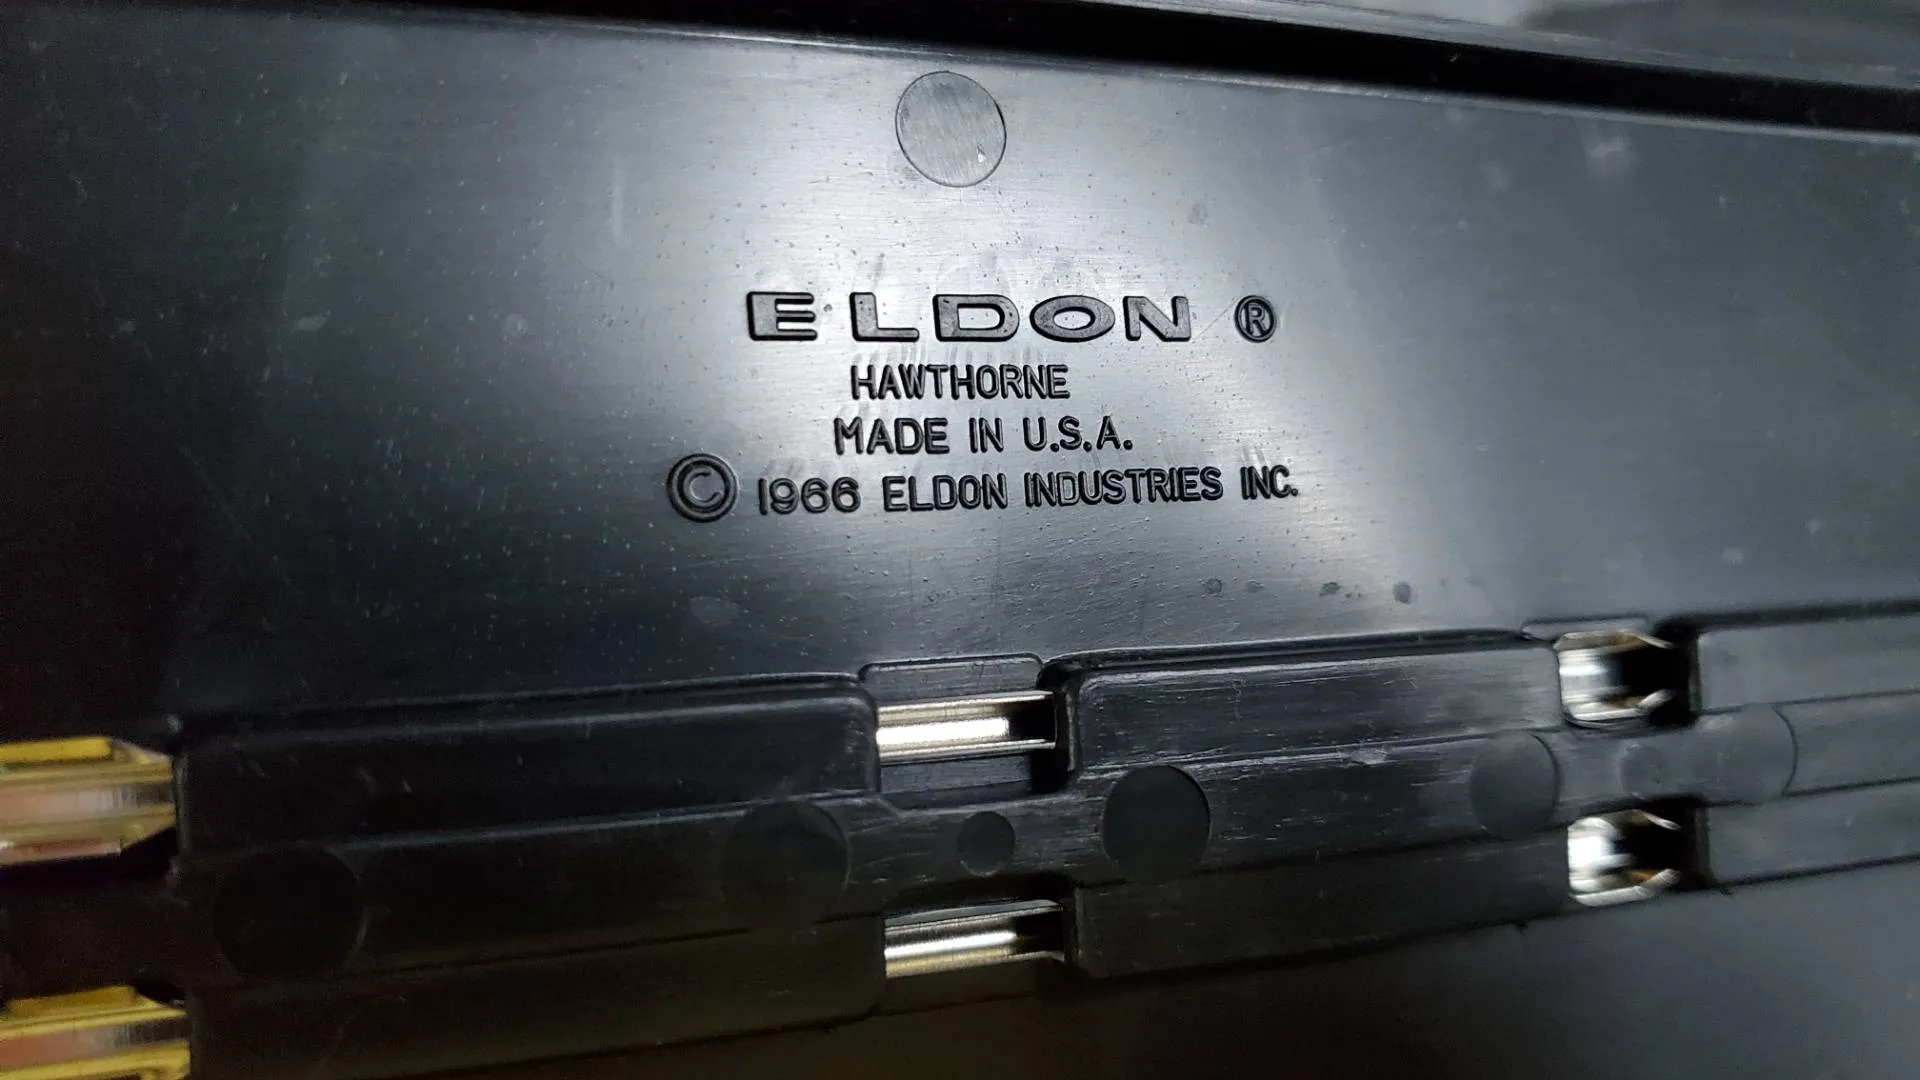 ELDON ®
HAWTHORNE
MADE IN U.S.A.
© 1966 ELDON INDUSTRIES INC.